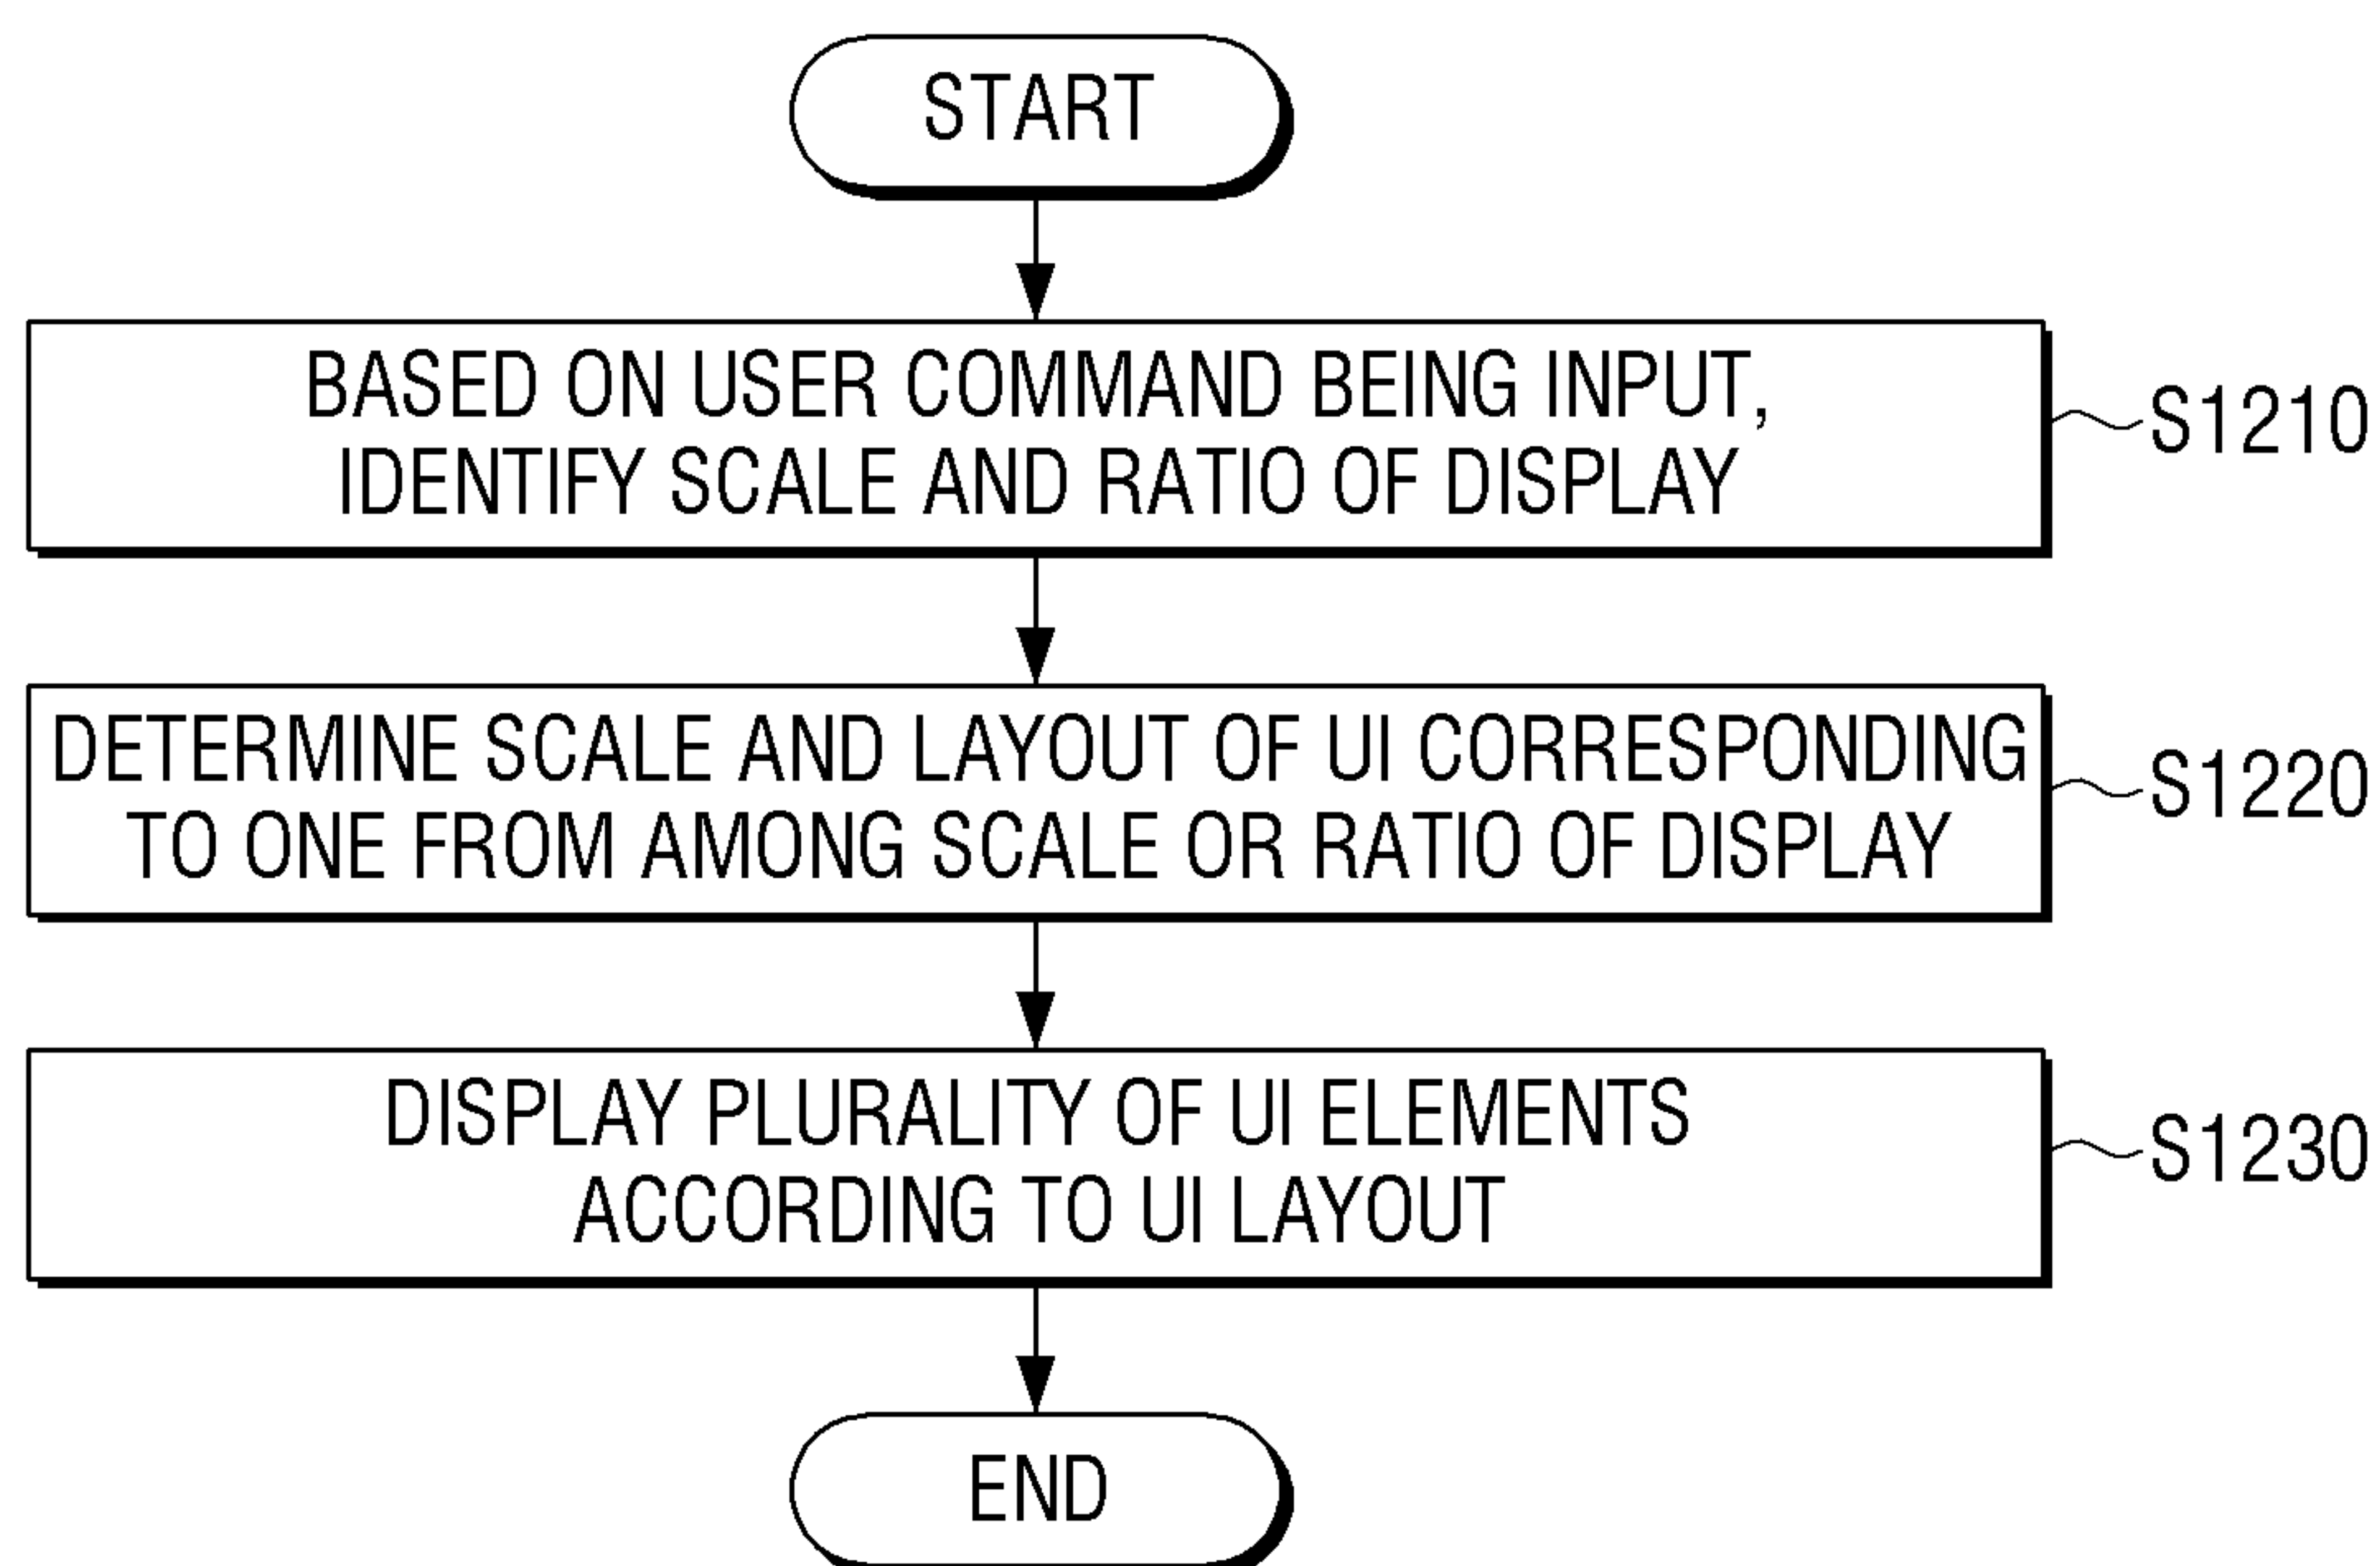 START
BASED ON USER COMMAND BEING INPUT,
IDENTIFY SCALE AND RATIO OF DISPLAY
S1210
DETERMINE SCALE AND LAYOUT OF UI CORRESPONDING
TO ONE FROM AMONG SCALE OR RATIO OF DISPLAY
S1220
DISPLAY PLURALITY OF UI ELEMENTS
ACCORDING TO UI LAYOUT
S1230
END